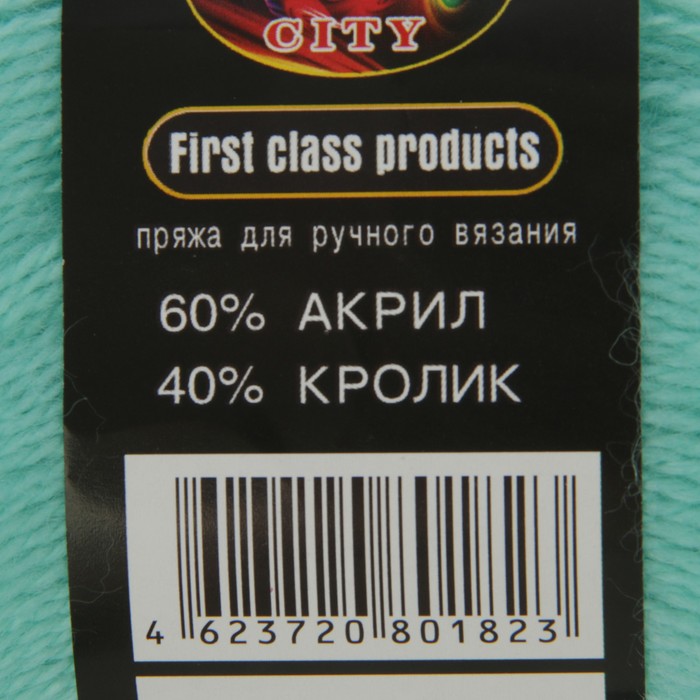 CITY
First class products
пряжа для ручного вязания
60% АКРИЛ
40% КРОЛИК
4 623720 801823